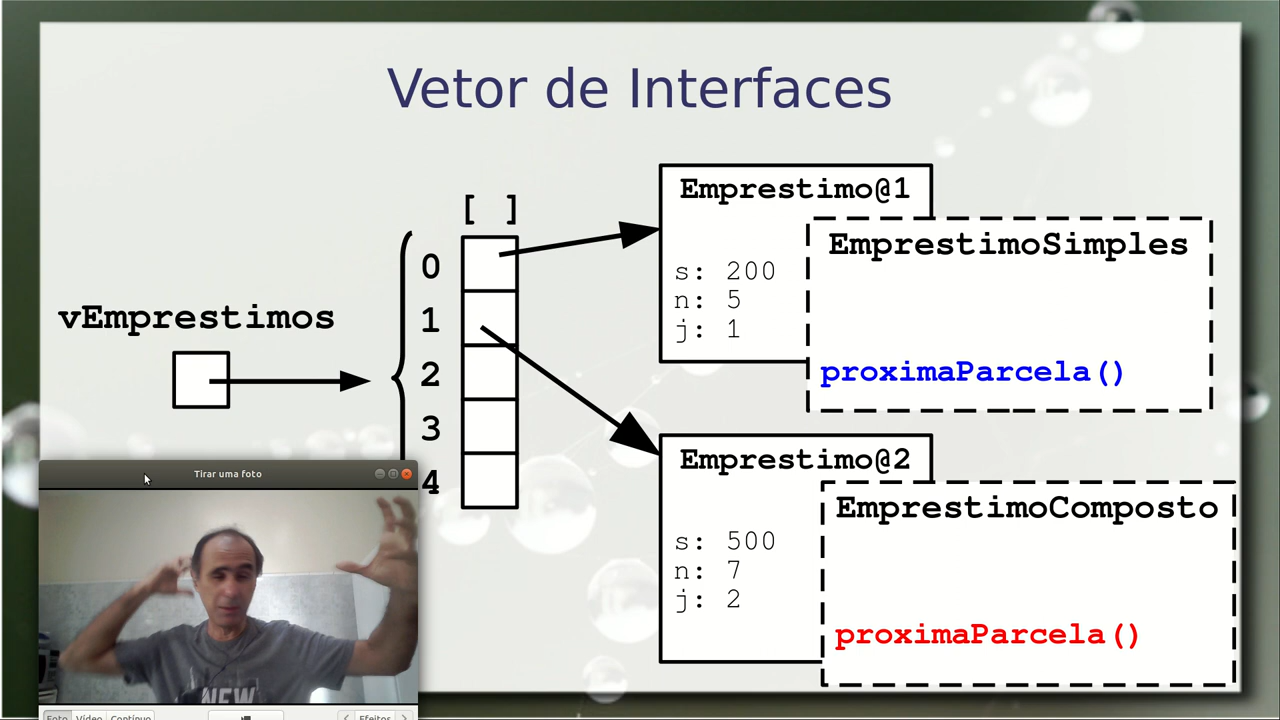 Vetor de Interfaces
vEmprestimos
[ ]
0
1
2
3
4
Emprestimo@1
s: 200
n: 5
j: 1
EmprestimoSimples
proximaParcela()
Emprestimo@2
s: 500
n: 7
j: 2
EmprestimoComposto
proximaParcela()
Tirar uma foto
NEW
Foto Vídeo Contínuo
Efeitos